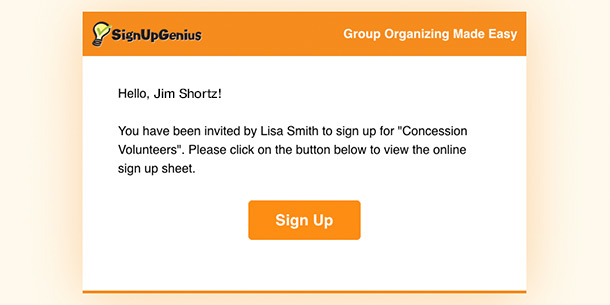 SignUpGenius
Group Organizing Made Easy
Hello, Jim Shortz!
You have been invited by Lisa Smith to sign up for "Concession
Volunteers". Please click on the button below to view the online
sign up sheet.
Sign Up